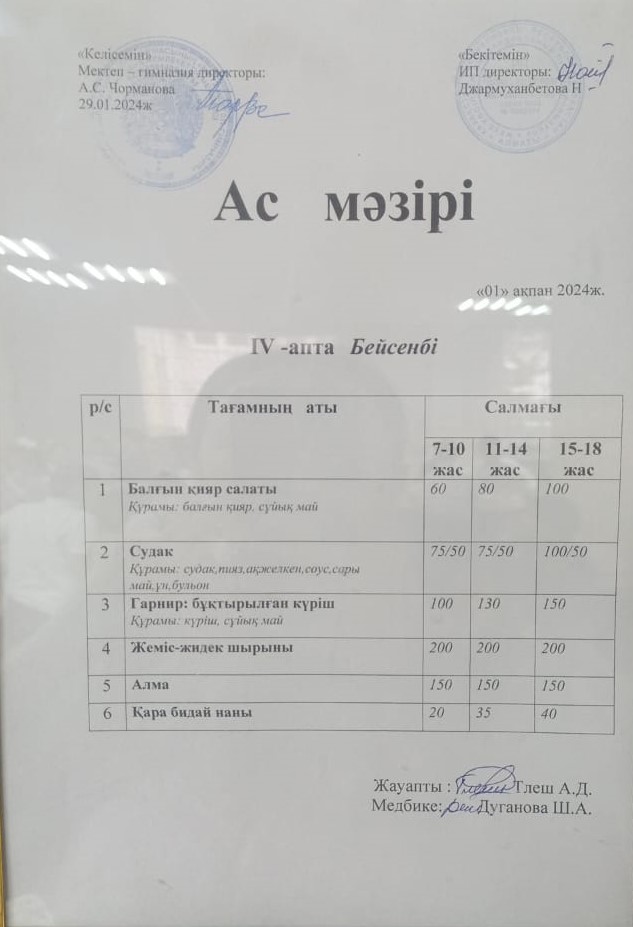 «Келісемін»
Мектеп – гимназия директоры:
А.С. Чорманова
29.01.2024ж
«Бекітемін»
ИП директоры:
Джармуханбетова Н
Ас мәзірі
«01» ақпан 2024ж.
IV -апта Бейсенбі
р/с Тағамның аты Салмағы
7-10 жас 11-14 жас 15-18 жас
1 Балғын қияр салаты 60 80 100
Құрамы: балғын қияр, сұйық май
2 Судак 75/50 75/50 100/50
Құрамы: судак,пияз,ақжелкен,соус,сары
май,ұн,бульон
3 Гарнир: бұқтырылған күріш 100 130 150
Құрамы: күріш, сұйық май
4 Жеміс-жидек шырыны 200 200 200
5 Алма 150 150 150
6 Қара бидай наны 20 35 40
Жауапты : Тлеш А.Д.
Медбике: Дуганова Ш.А.